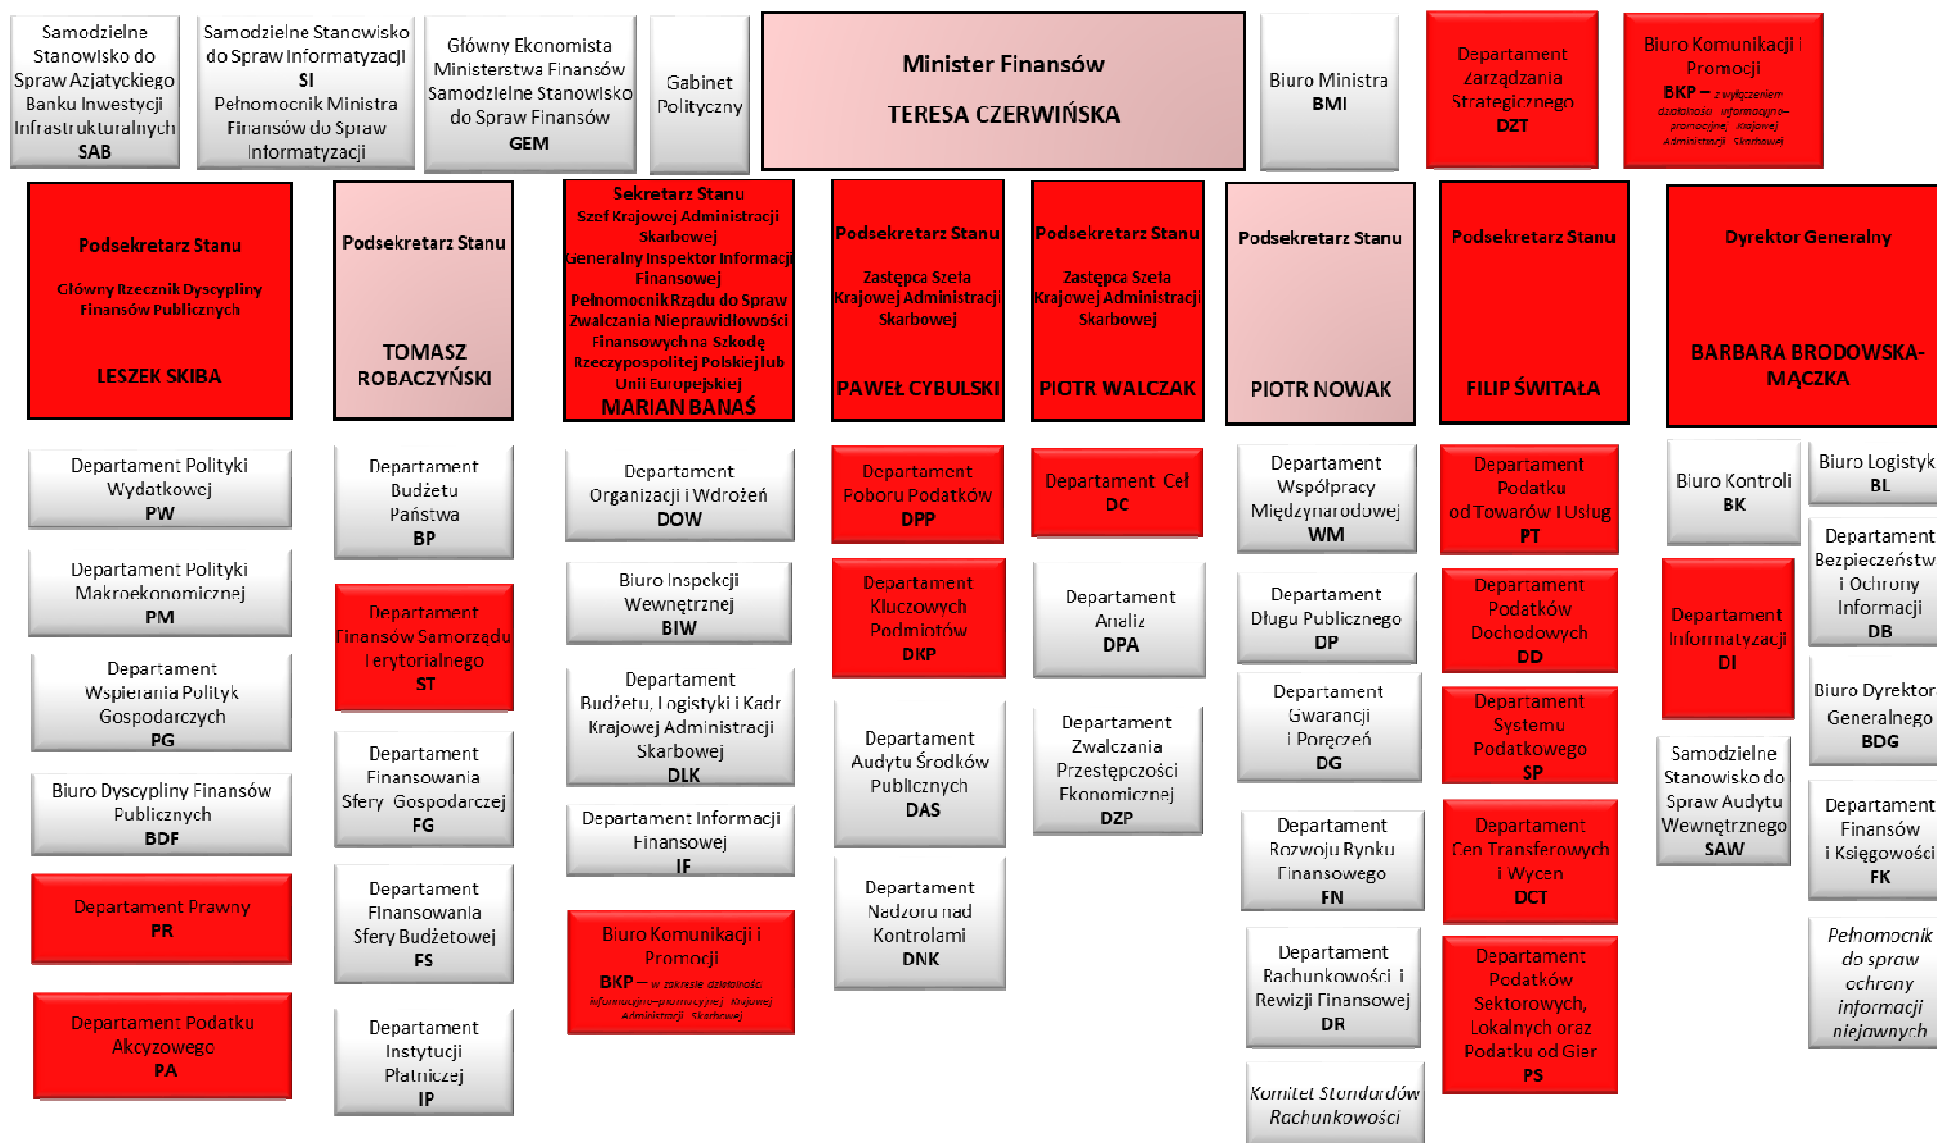 Samodzielne
Stanowisko do
Spraw Azjatyckiego
Banku Inwestycji
Infrastrukturalnych
SAB
Samodzielne Stanowisko
do Spraw Informatyzacji
SI
Pełnomocnik Ministra
Finansów do Spraw
Informatyzacji
Główny Ekonomista
Ministerstwa Finansów
Samodzielne Stanowisko
do Spraw Finansów
GEM
Gabinet
Polityczny
Minister Finansów
TERESA CZERWIŃSKA
Biuro Ministra
BMI
Departament
Zarządzania
Strategicznego
DZT
Biuro Komunikacji i
Promocji
BKP – z wyłączeniem
działalności informacyjno–
promocyjnej Krajowej
Administracji Skarbowej
Podsekretarz Stanu
Główny Rzecznik Dyscypliny
Finansów Publicznych
LESZEK SKIBA
Podsekretarz Stanu
TOMASZ
ROBACZYŃSKI
Sekretarz Stanu
Szef Krajowej Administracji
Skarbowej
Generalny Inspektor Informacji
Finansowej
Pełnomocnik Rządu do Spraw
Zwalczania Nieprawidłowości
Finansowych na Szkodę
Rzeczypospolitej Polskiej lub
Unii Europejskiej
MARIAN BANAŚ
Podsekretarz Stanu
Zastępca Szefa
Krajowej Administracji
Skarbowej
PAWEŁ CYBULSKI
Podsekretarz Stanu
Zastępca Szefa
Krajowej Administracji
Skarbowej
PIOTR WALCZAK
Podsekretarz Stanu
PIOTR NOWAK
Podsekretarz Stanu
FILIP ŚWITAŁA
Dyrektor Generalny
BARBARA BRODOWSKA-
MĄCZKA
Departament Polityki
Wydatkowej
PW
Departament Polityki
Makroekonomicznej
PM
Departament
Wspierania Polityk
Gospodarczych
PG
Biuro Dyscypliny Finansów
Publicznych
BDF
Departament Prawny
PR
Departament Podatku
Akcyzowego
PA
Departament
Budżetu
Państwa
BP
Departament
Finansów Samorządu
Terytorialnego
ST
Departament
Finansowania
Sfery Gospodarczej
FG
Departament
Finansowania
Sfery Budżetowej
FS
Departament
Instytucji
Płatniczej
IP
Departament
Organizacji i Wdrożeń
DOW
Biuro Inspekcji
Wewnętrznej
BIW
Departament
Budżetu, Logistyki i Kadr
Krajowej Administracji
Skarbowej
DLK
Departament Informacji
Finansowej
IF
Biuro Komunikacji i
Promocji
BKP – w zakresie działalności
informacyjno–promocyjnej Krajowej
Administracji Skarbowej
Departament
Poboru Podatków
DPP
Departament
Kluczowych
Podmiotów
DKP
Departament
Audytu Środków
Publicznych
DAS
Departament
Nadzoru nad
Kontrolami
DNK
Departament Ceł
DC
Departament
Analiz
DPA
Departament
Zwalczania
Przestępczości
Ekonomicznej
DZP
Departament
Współpracy
Międzynarodowej
WM
Departament
Długu Publicznego
DP
Departament
Gwarancji
i Poręczeń
DG
Departament
Rozwoju Rynku
Finansowego
FN
Departament
Rachunkowości i
Rewizji Finansowej
DR
Komitet Standardów
Rachunkowości
Departament
Podatku
od Towarów i Usług
PT
Departament
Podatków
Dochodowych
DD
Departament
Systemu
Podatkowego
SP
Departament
Cen Transferowych
i Wycen
DCT
Departament
Podatków
Sektorowych,
Lokalnych oraz
Podatku od Gier
PS
Biuro Kontroli
BK
Departament
Informatyzacji
DI
Samodzielne
Stanowisko do
Spraw Audytu
Wewnętrznego
SAW
Biuro Logistyk
BL
Departament
Bezpieczeństw
i Ochrony
Informacji
DB
Biuro Dyrektor
Generalnego
BDG
Departament
Finansów
i Księgowości
FK
Pełnomocnik
do spraw
ochrony
informacji
niejawnych